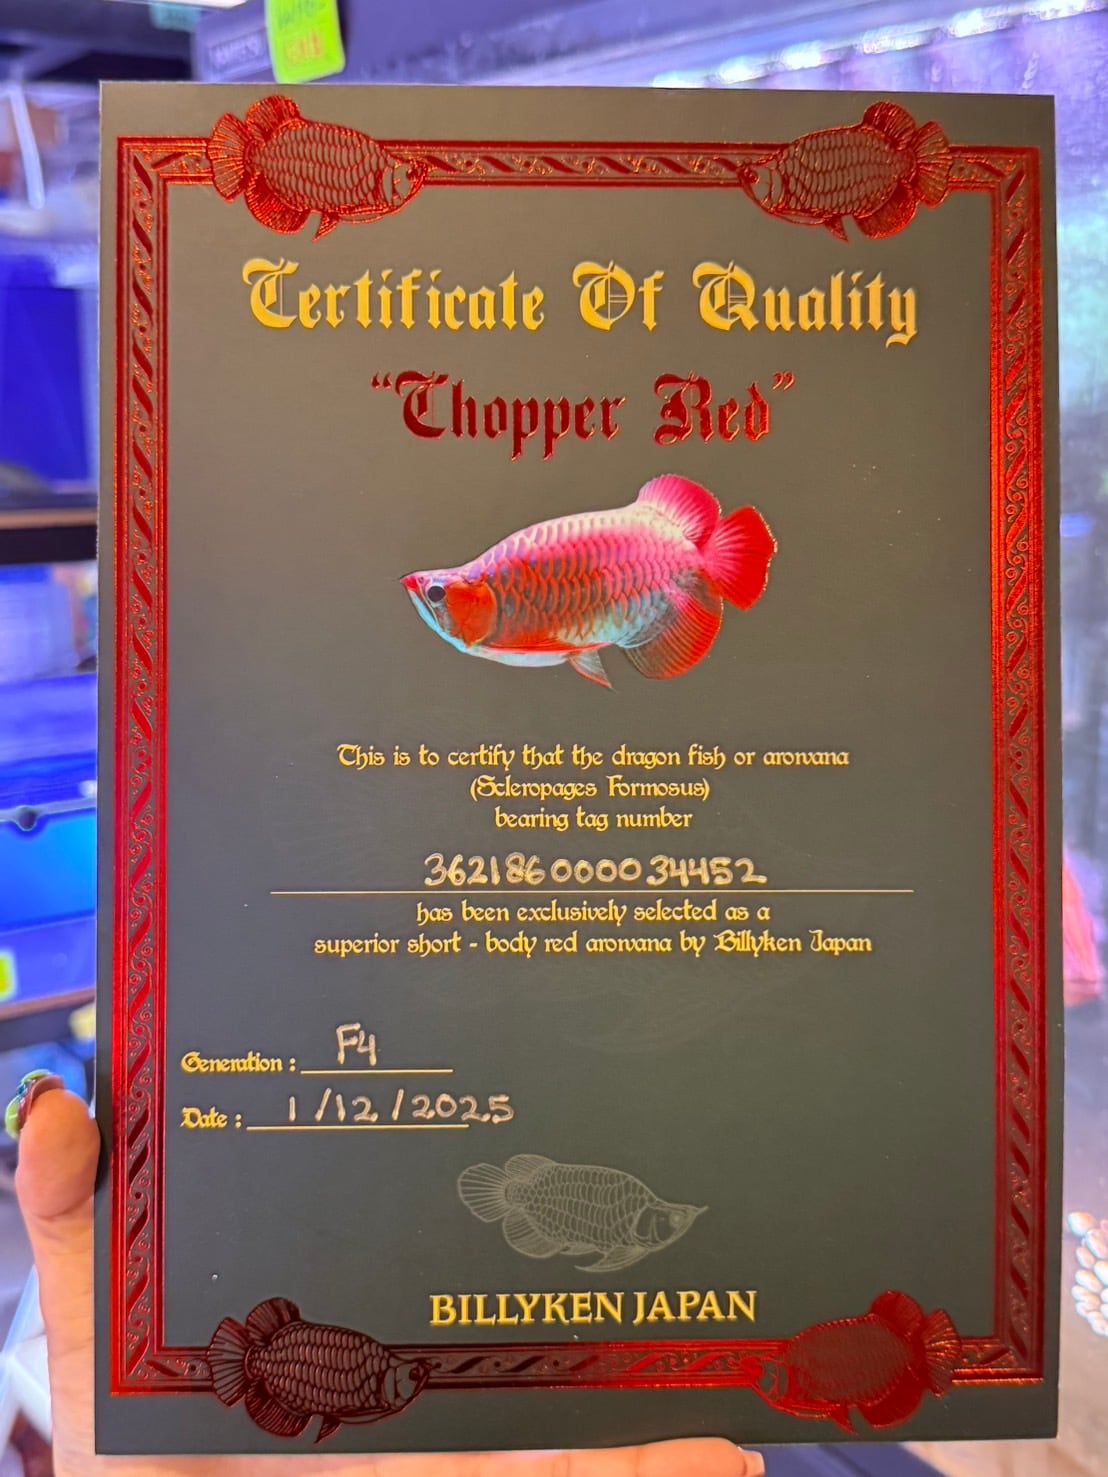 Certificate Of Quality
“Chopper Red”
This is to certify that the dragon fish or arowana
(Scleropages Formosus)
bearing tag number
362186000034452
has been exclusively selected as a
superior short - body red arowana by Billyken Japan
Generation : F4
Date : 1/12/2025
BILLYKEN JAPAN